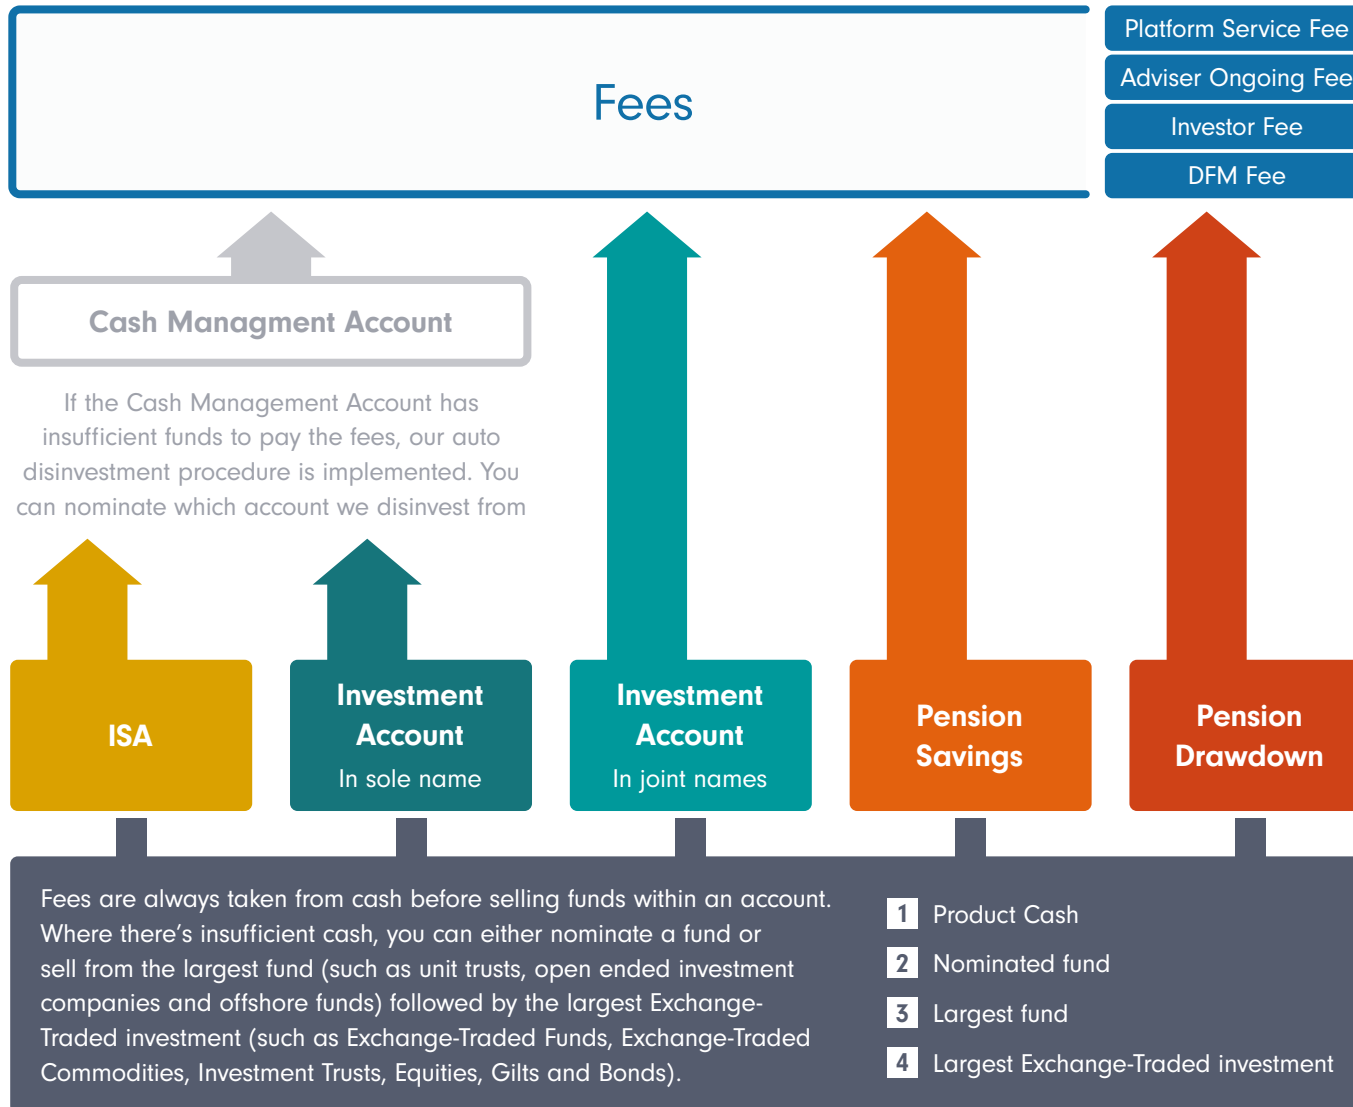 Fees
Platform Service Fee
Adviser Ongoing Fee
Investor Fee
DFM Fee
Cash Managment Account
If the Cash Management Account has
insufficient funds to pay the fees, our auto
disinvestment procedure is implemented. You
can nominate which account we disinvest from
ISA
Investment
Account
In sole name
Investment
Account
In joint names
Pension
Savings
Pension
Drawdown
Fees are always taken from cash before selling funds within an account.
Where there's insufficient cash, you can either nominate a fund or
sell from the largest fund (such as unit trusts, open ended investment
companies and offshore funds) followed by the largest Exchange-
Traded investment (such as Exchange-Traded Funds, Exchange-Traded
Commodities, Investment Trusts, Equities, Gilts and Bonds).
1 Product Cash
2 Nominated fund
3 Largest fund
4 Largest Exchange-Traded investment